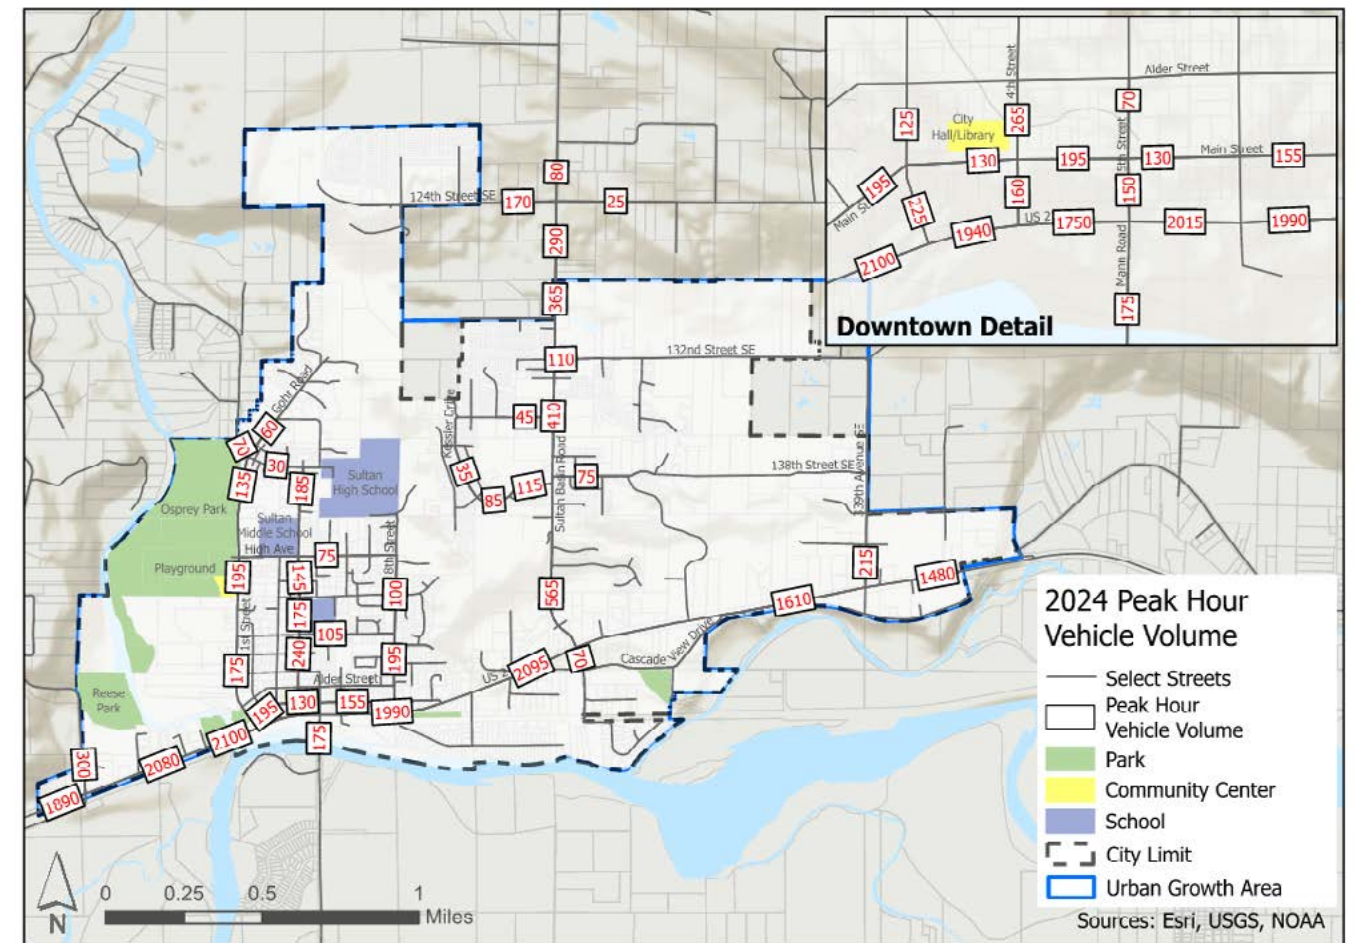 80
124th Street SE
170
25
290
365
110
132nd Street SE
Gohr Road
Kessler Drive
45
410
60
70
30
135
185
Sultan
High School
35
85
115
75
138th Street SE
139th Avenue SE
Sultan Basin Road
Osprey Park
Sultan
Middle School
High Ave
75
8th Street
Playground
195
145
100
565
215
1480
1610
175
105
1st Street
240
195
175
Cascade View Drive
70
2095
US 2
Alder Street
Reese
Park
195
130
155
1990
2100
175
2080
300
1890
4th Street
Alder Street
70
125
City
Hall/Library
265
5th Street
130
195
130
Main Street
155
195
Main St
225
160
150
US 2
1940
1750
2015
1990
2100
Mann Road
175
Downtown Detail
2024 Peak Hour
Vehicle Volume
Select Streets
Peak Hour
Vehicle Volume
Park
Community Center
School
City Limit
Urban Growth Area
Sources: Esri, USGS, NOAA
N
0 0.25 0.5 1
Miles